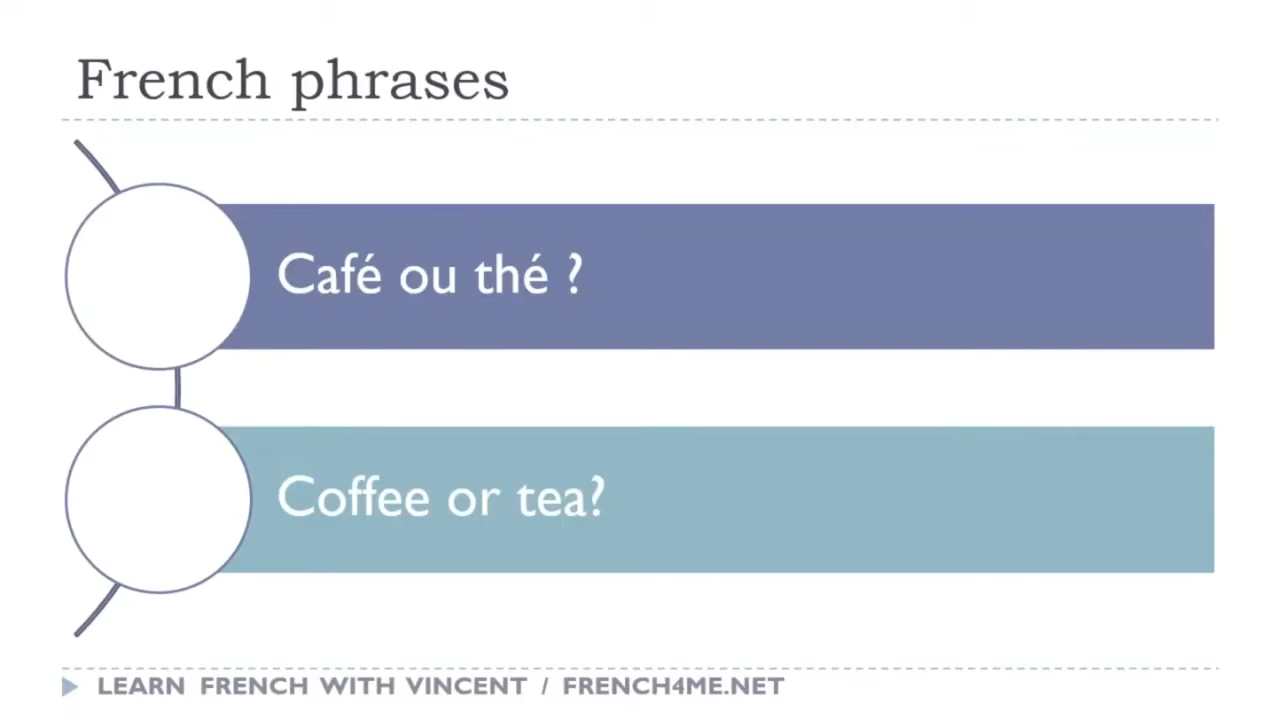 French phrases
Café ou thé ?
Coffee or tea?
LEARN FRENCH WITH VINCENT / FRENCH4ME.NET